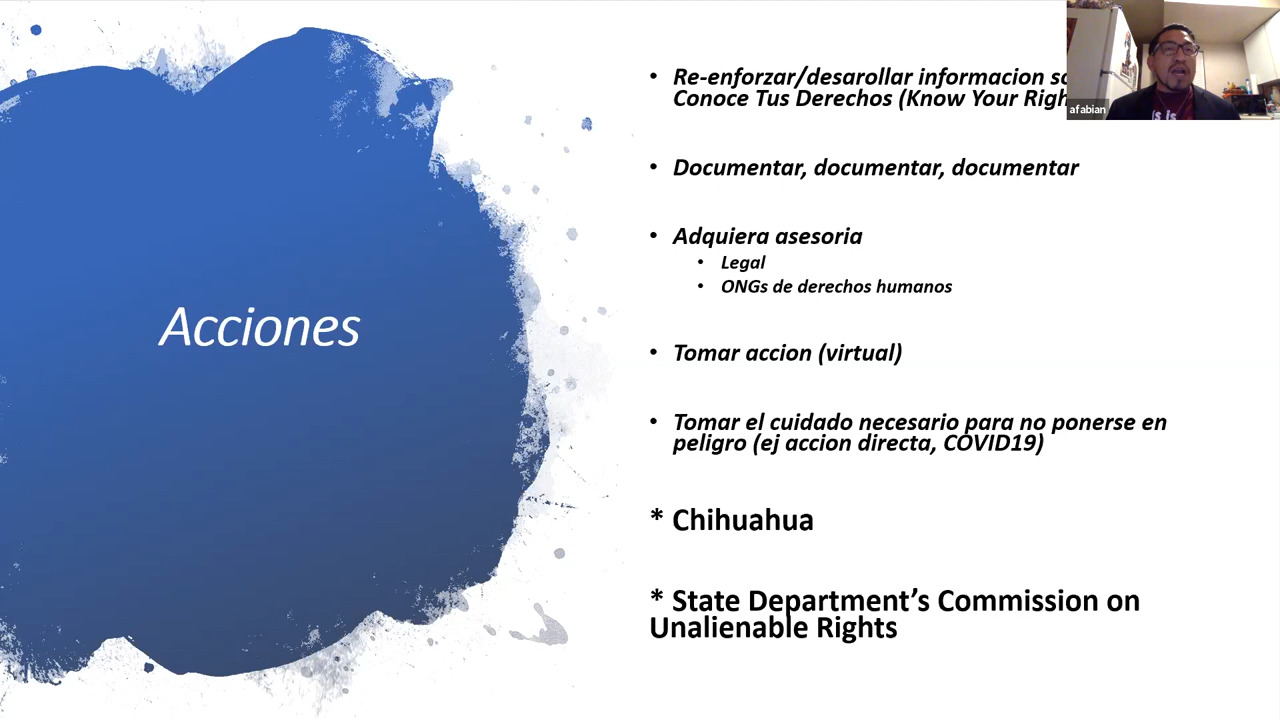 Acciones
• Re-enforzar/desarollar informacion
Conoce Tus Derechos (Know Your
• Documentar, documentar, documentar
• Adquiera asesoria
• Legal
• ONGs de derechos humanos
• Tomar accion (virtual)
• Tomar el cuidado necesario para no ponerse en
peligro (ej accion directa, COVID19)
* Chihuahua
* State Department’s Commission on
Unalienable Rights
afabian